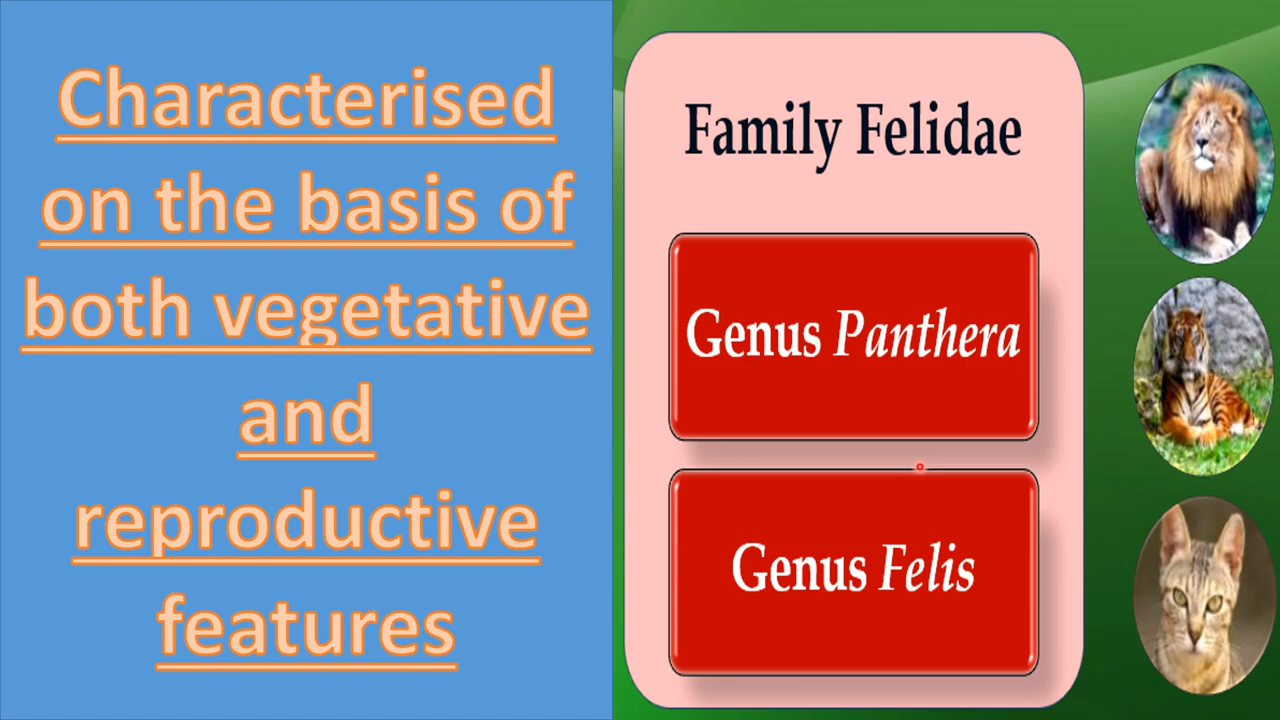 Characterised
on the basis of
both vegetative
and
reproductive
features
Family Felidae
Genus Panthera
Genus Felis